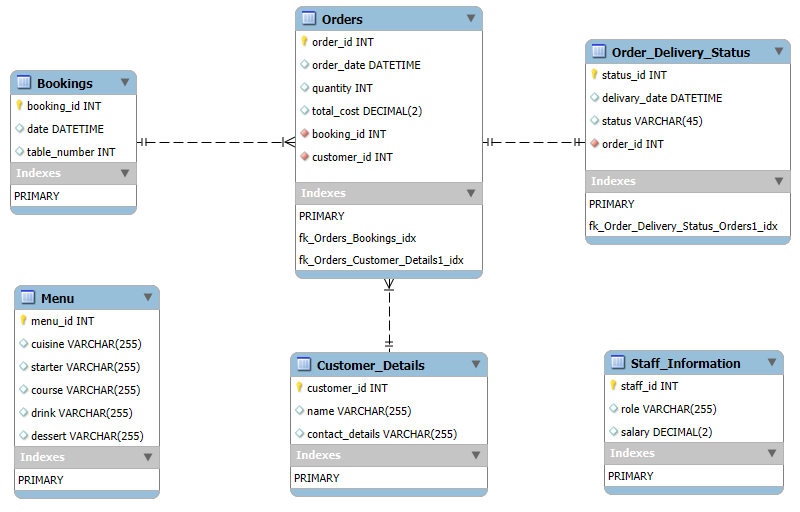 Bookings
booking_id INT
date DATETIME
table_number INT
Indexes
PRIMARY
Orders
order_id INT
order_date DATETIME
quantity INT
total_cost DECIMAL(2)
booking_id INT
customer_id INT
Indexes
PRIMARY
fk_Orders_Bookings_idx
fk_Orders_Customer_Details1_idx
Order_Delivery_Status
status_id INT
delivary_date DATETIME
status VARCHAR(45)
order_id INT
Indexes
PRIMARY
fk_Order_Delivery_Status_Orders1_idx
Menu
menu_id INT
cuisine VARCHAR(255)
starter VARCHAR(255)
course VARCHAR(255)
drink VARCHAR(255)
dessert VARCHAR(255)
Indexes
PRIMARY
Customer_Details
customer_id INT
name VARCHAR(255)
contact_details VARCHAR(255)
Indexes
PRIMARY
Staff_Information
staff_id INT
role VARCHAR(255)
salary DECIMAL(2)
Indexes
PRIMARY